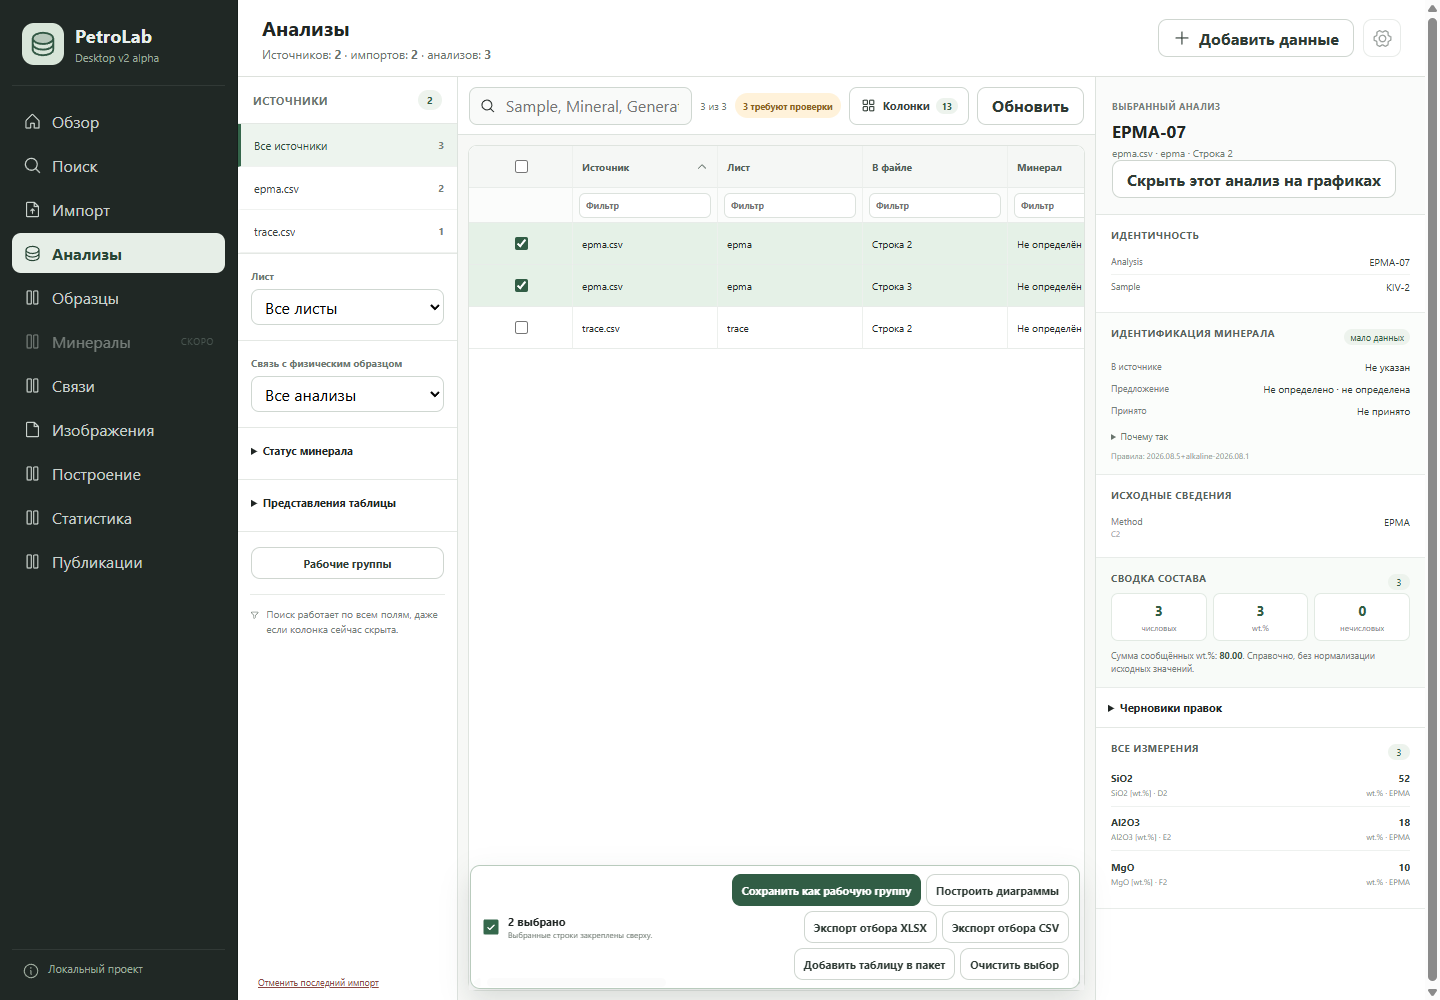 PetroLab
Desktop v2 alpha
Обзор
Поиск
Импорт
Анализы
Образцы
Минералы СКОРО
Связи
Изображения
Построение
Статистика
Публикации
Локальный проект
Анализы
Источников: 2 · импортов: 2 · анализов: 3
Добавить данные
ИСТОЧНИКИ 2
Все источники 3
epma.csv 2
trace.csv 1
Лист
Все листы
Связь с физическим образцом
Все анализы
Статус минерала
Представления таблицы
Рабочие группы
Поиск работает по всем полям, даже
если колонка сейчас скрыта.
Отменить последний импорт
Sample, Mineral, Genera
3 из 3
3 требуют проверки
Колонки 13
Обновить
Источник Лист В файле Минерал
Фильтр Фильтр Фильтр Фильтр
epma.csv epma Строка 2 Не определён
epma.csv epma Строка 3 Не определён
trace.csv trace Строка 2 Не определён
2 выбрано
Выбранные строки закреплены сверху.
Сохранить как рабочую группу Построить диаграммы
Экспорт отбора XLSX Экспорт отбора CSV
Добавить таблицу в пакет Очистить выбор
ВЫБРАННЫЙ АНАЛИЗ
EPMA-07
epma.csv · epma · Строка 2
Скрыть этот анализ на графиках
ИДЕНТИЧНОСТЬ
Analysis EPMA-07
Sample KIV-2
ИДЕНТИФИКАЦИЯ МИНЕРАЛА мало данных
В источнике Не указан
Предложение Не определено · не определена
Принято Не принято
Почему так
Правила: 2026.08.5+alkaline-2026.08.1
ИСХОДНЫЕ СВЕДЕНИЯ
Method EPMA
C2
СВОДКА СОСТАВА 3
3 3 0
числовых wt.% нечисловых
Сумма сообщённых wt.%: 80.00. Справочно, без нормализации
исходных значений.
Черновики правок
ВСЕ ИЗМЕРЕНИЯ 3
SiO2 52
SiO2 [wt.%] · D2 wt.% · EPMA
Al2O3 18
Al2O3 [wt.%] · E2 wt.% · EPMA
MgO 10
MgO [wt.%] · F2 wt.% · EPMA